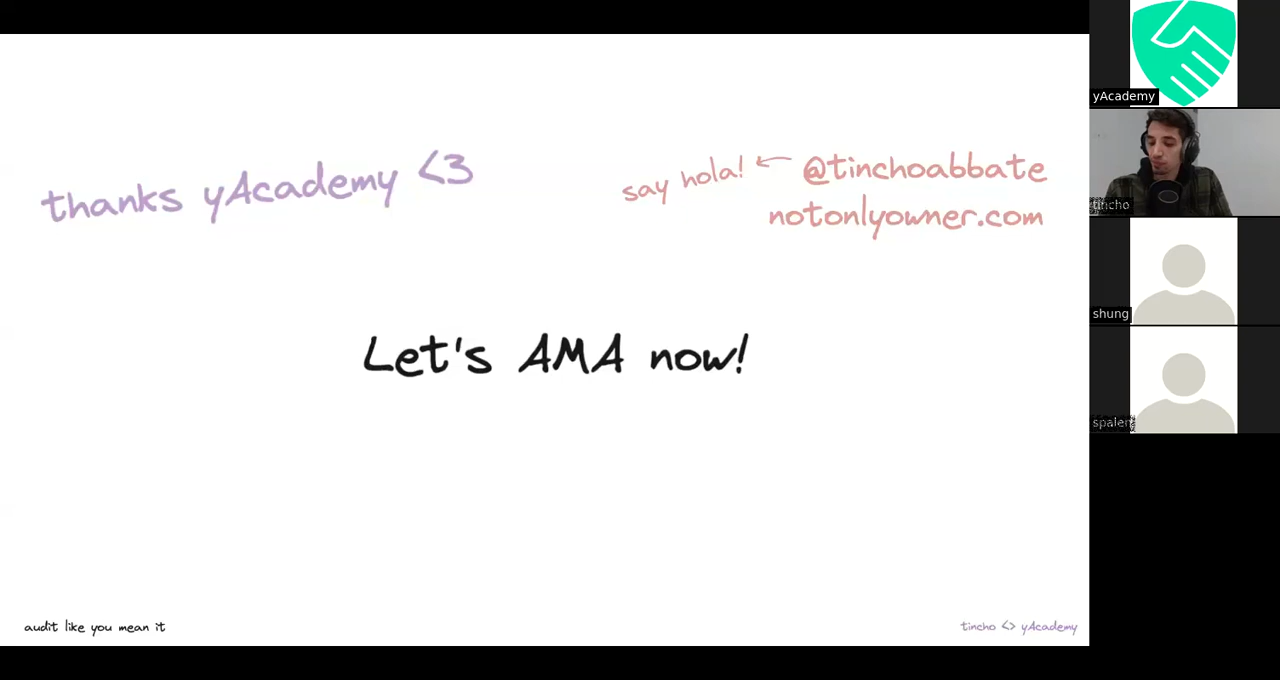 thanks yAcademy <3
say hola! ← @tinchoabbate
notonlyowner.com
Let's AMA now!
audit like you mean it
tincho <> yAcademy
yAcademy
tincho
shung
spalen